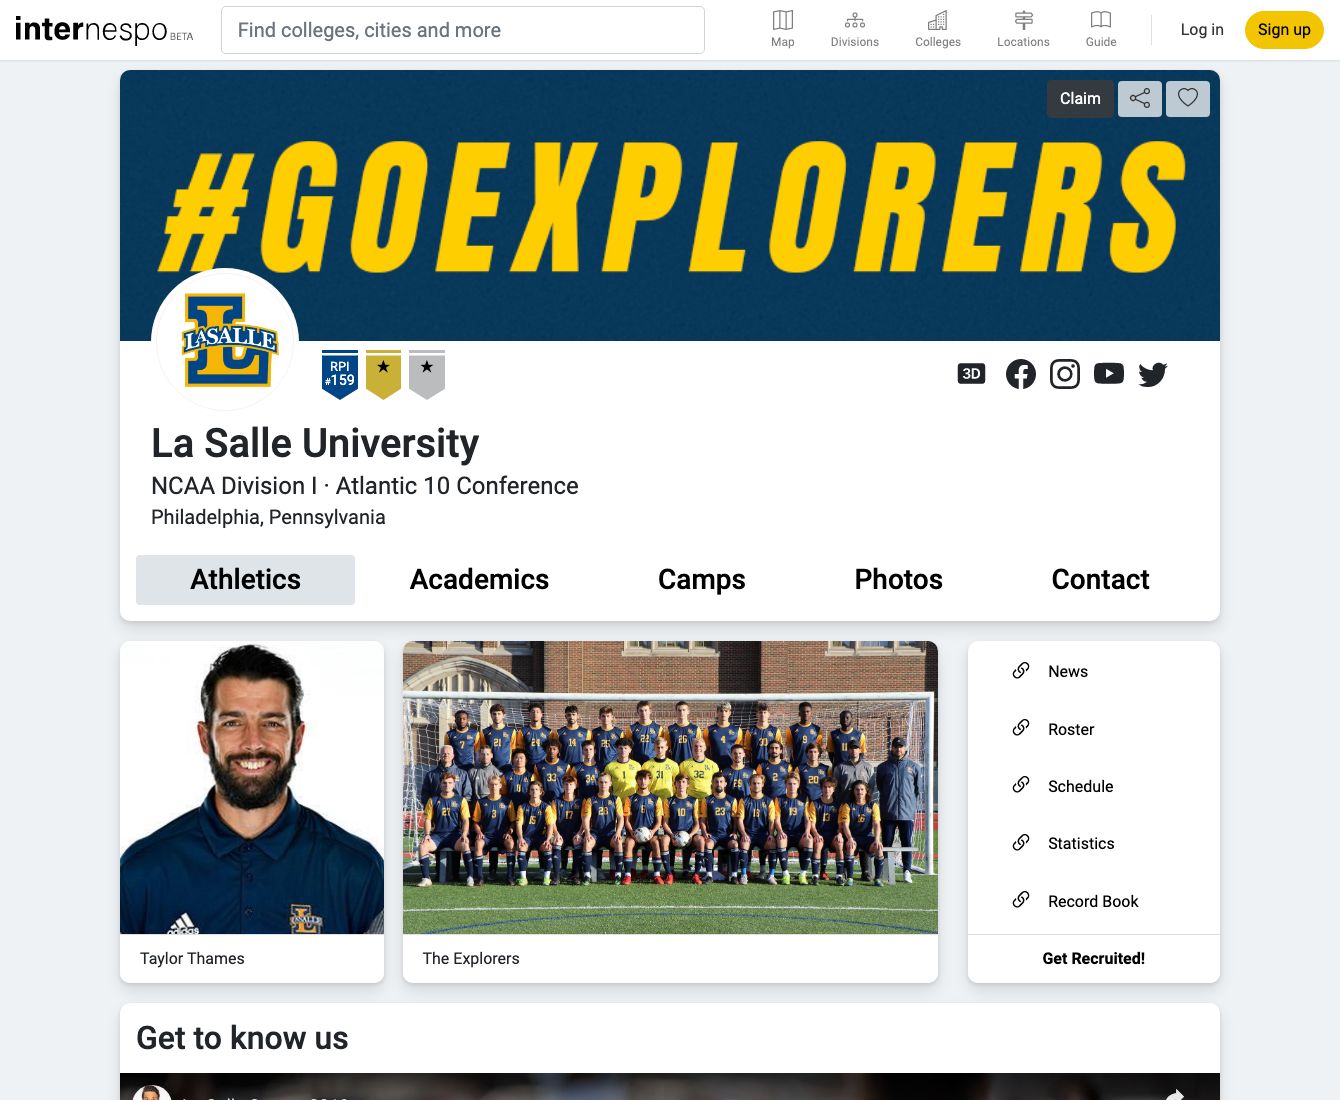 internespo BETA
Find colleges, cities and more
Map
Divisions
Colleges
Locations
Guide
Log in
Sign up
Claim
#GOEXPLORERS
L
LASALLE
RPI
#159
3D
La Salle University
NCAA Division I · Atlantic 10 Conference
Philadelphia, Pennsylvania
Athletics
Academics
Camps
Photos
Contact
adidas
LASALLE
Taylor Thames
The Explorers
News
Roster
Schedule
Statistics
Record Book
Get Recruited!
Get to know us